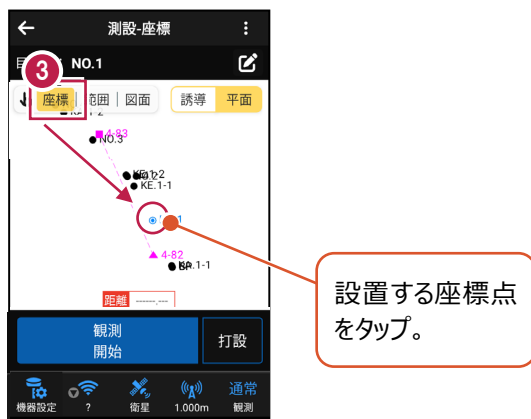 測設-座標
NO.1
3
座標 範囲 図面 誘導 平面
4-83
NO.3
KE.1-2
KE.1-1
4-82
距離 ------.---
設置する座標点
をタップ。
観測
開始
打設
機器設定 ? 衛星 1.000m 通常
観測